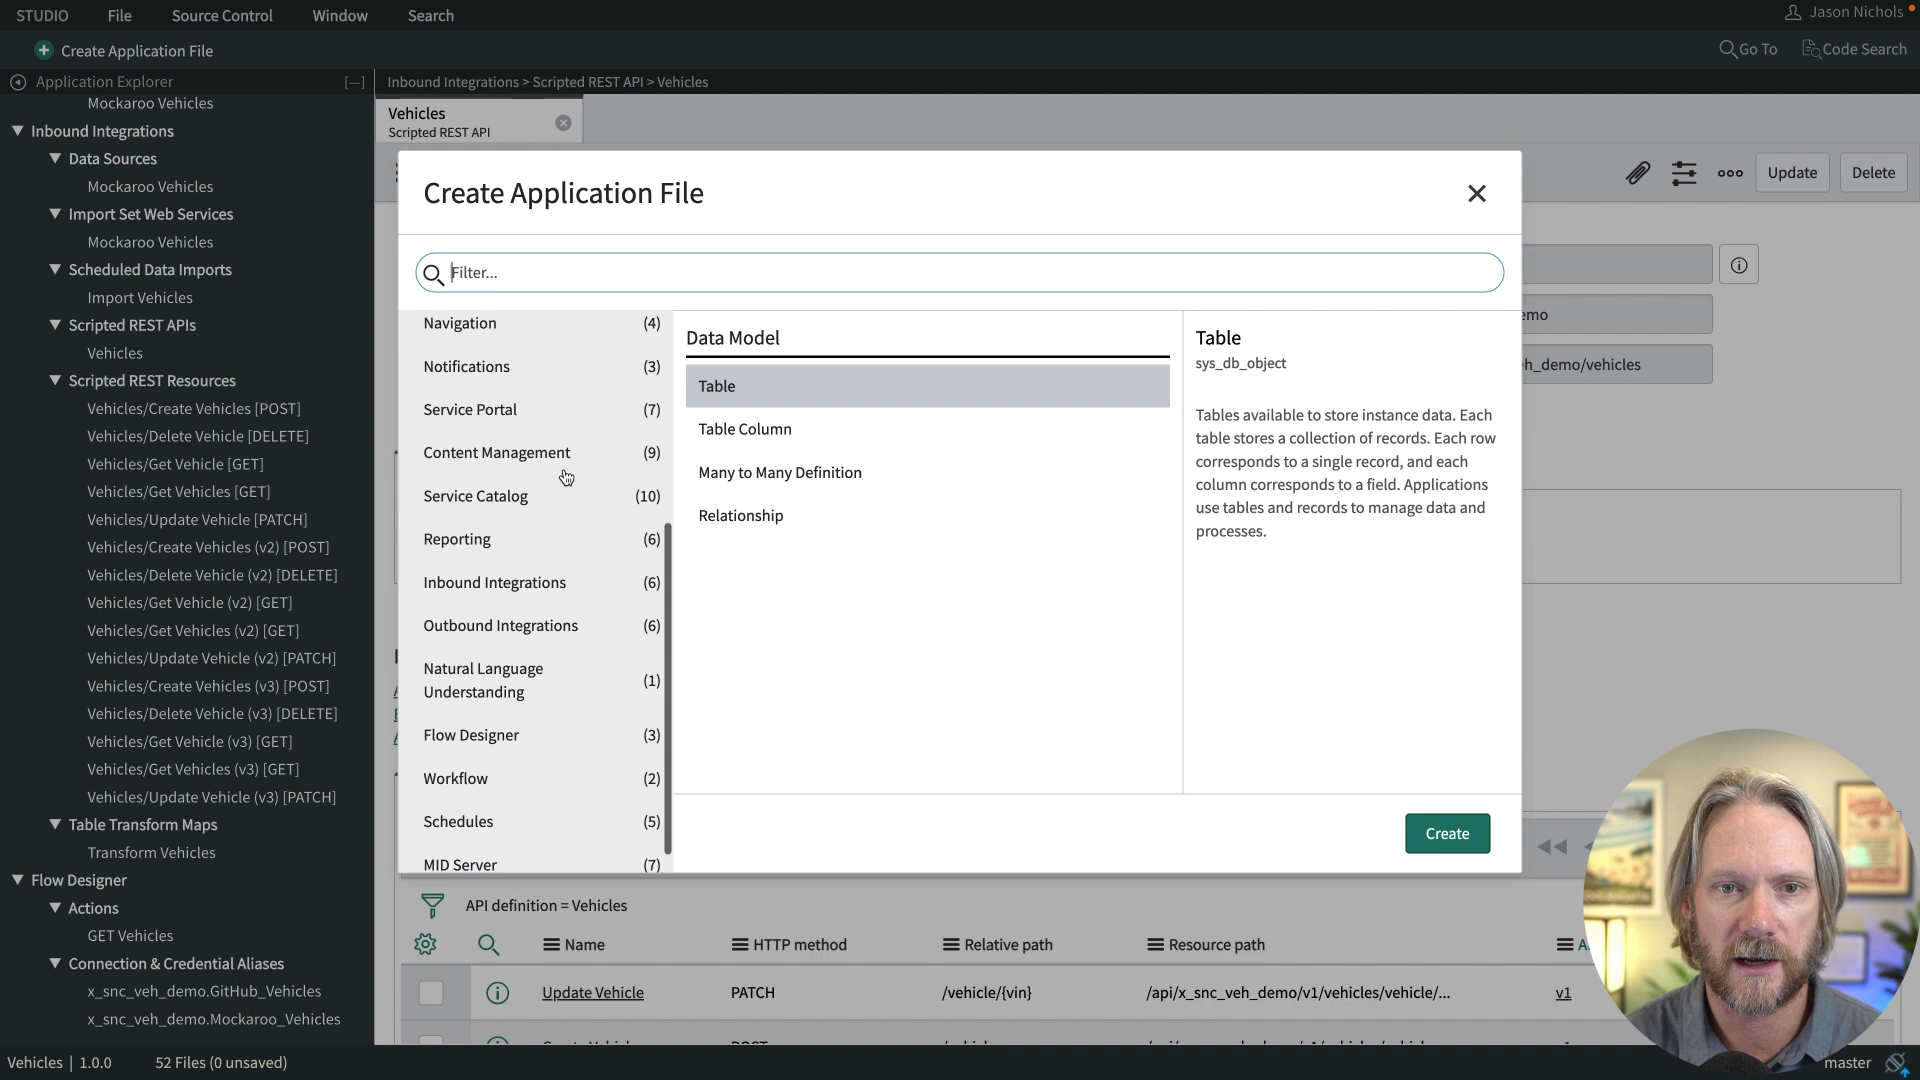 STUDIO File Source Control Window Search
Jason Nichols
Create Application File
Go To Code Search
Application Explorer [—]
Inbound Integrations > Scripted REST API > Vehicles
Mockaroo Vehicles
Inbound Integrations
Data Sources
Mockaroo Vehicles
Import Set Web Services
Mockaroo Vehicles
Scheduled Data Imports
Import Vehicles
Scripted REST APIs
Vehicles
Scripted REST Resources
Vehicles/Create Vehicles [POST]
Vehicles/Delete Vehicle [DELETE]
Vehicles/Get Vehicle [GET]
Vehicles/Get Vehicles [GET]
Vehicles/Update Vehicle [PATCH]
Vehicles/Create Vehicles (v2) [POST]
Vehicles/Delete Vehicle (v2) [DELETE]
Vehicles/Get Vehicle (v2) [GET]
Vehicles/Get Vehicles (v2) [GET]
Vehicles/Update Vehicle (v2) [PATCH]
Vehicles/Create Vehicles (v3) [POST]
Vehicles/Delete Vehicle (v3) [DELETE]
Vehicles/Get Vehicle (v3) [GET]
Vehicles/Get Vehicles (v3) [GET]
Vehicles/Update Vehicle (v3) [PATCH]
Table Transform Maps
Transform Vehicles
Flow Designer
Actions
GET Vehicles
Connection & Credential Aliases
x_snc_veh_demo.GitHub_Vehicles
x_snc_veh_demo.Mockaroo_Vehicles
Vehicles
Scripted REST API
Update Delete
emo
h_demo/vehicles
Create Application File
Filter...
Navigation (4)
Notifications (3)
Service Portal (7)
Content Management (9)
Service Catalog (10)
Reporting (6)
Inbound Integrations (6)
Outbound Integrations (6)
Natural Language
Understanding (1)
Flow Designer (3)
Workflow (2)
Schedules (5)
MID Server (7)
Data Model
Table
Table Column
Many to Many Definition
Relationship
Table
sys_db_object
Tables available to store instance data. Each
table stores a collection of records. Each row
corresponds to a single record, and each
column corresponds to a field. Applications
use tables and records to manage data and
processes.
Create
API definition = Vehicles
Name HTTP method Relative path Resource path
Update Vehicle PATCH /vehicle/{vin} /api/x_snc_veh_demo/v1/vehicles/vehicle/... v1
Vehicles | 1.0.0 52 Files (0 unsaved)
master